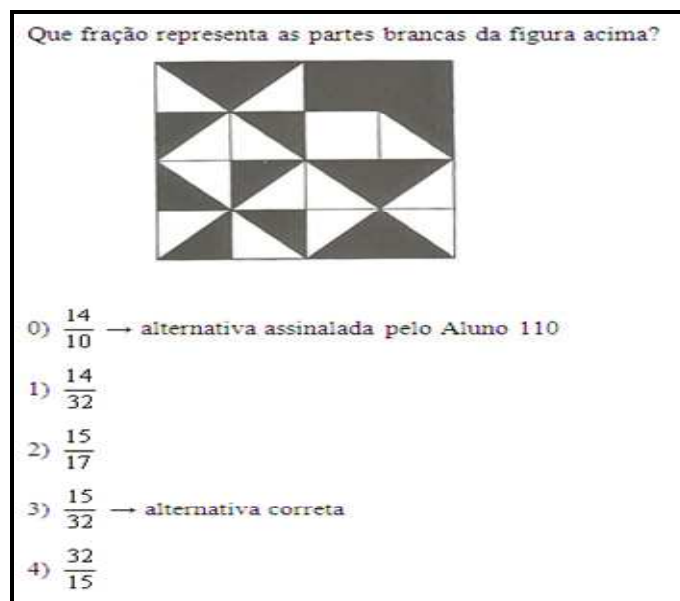 Que fração representa as partes brancas da figura acima?
0) 14/10 → alternativa assinalada pelo Aluno 110
1) 14/32
2) 15/17
3) 15/32 → alternativa correta
4) 32/15